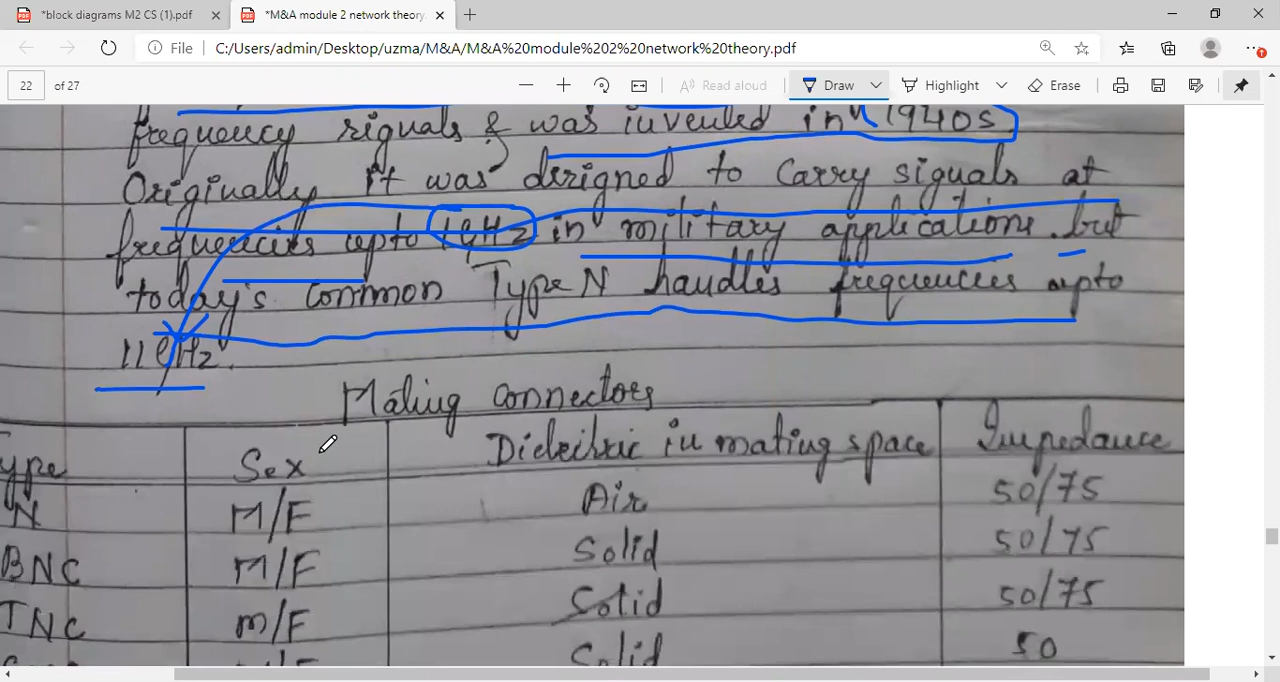 *block diagrams M2 CS (1).pdf
*M&A module 2 network theory.
File C:/Users/admin/Desktop/uzma/M&A/M&A%20module%202%20network%20theory.pdf
22 of 27 Read aloud Draw Highlight Erase
frequency signals & was invented in 1940s
Originally it was designed to carry signals at
frequencies upto 1GHz in military applications but
today's common Type N handles frequencies upto
11GHz.
Mating connectors
ype Sex Dielectric in mating space Impedance
N M/F Air 50/75
BNC M/F Solid 50/75
TNC M/F Solid 50/75
Solid 50